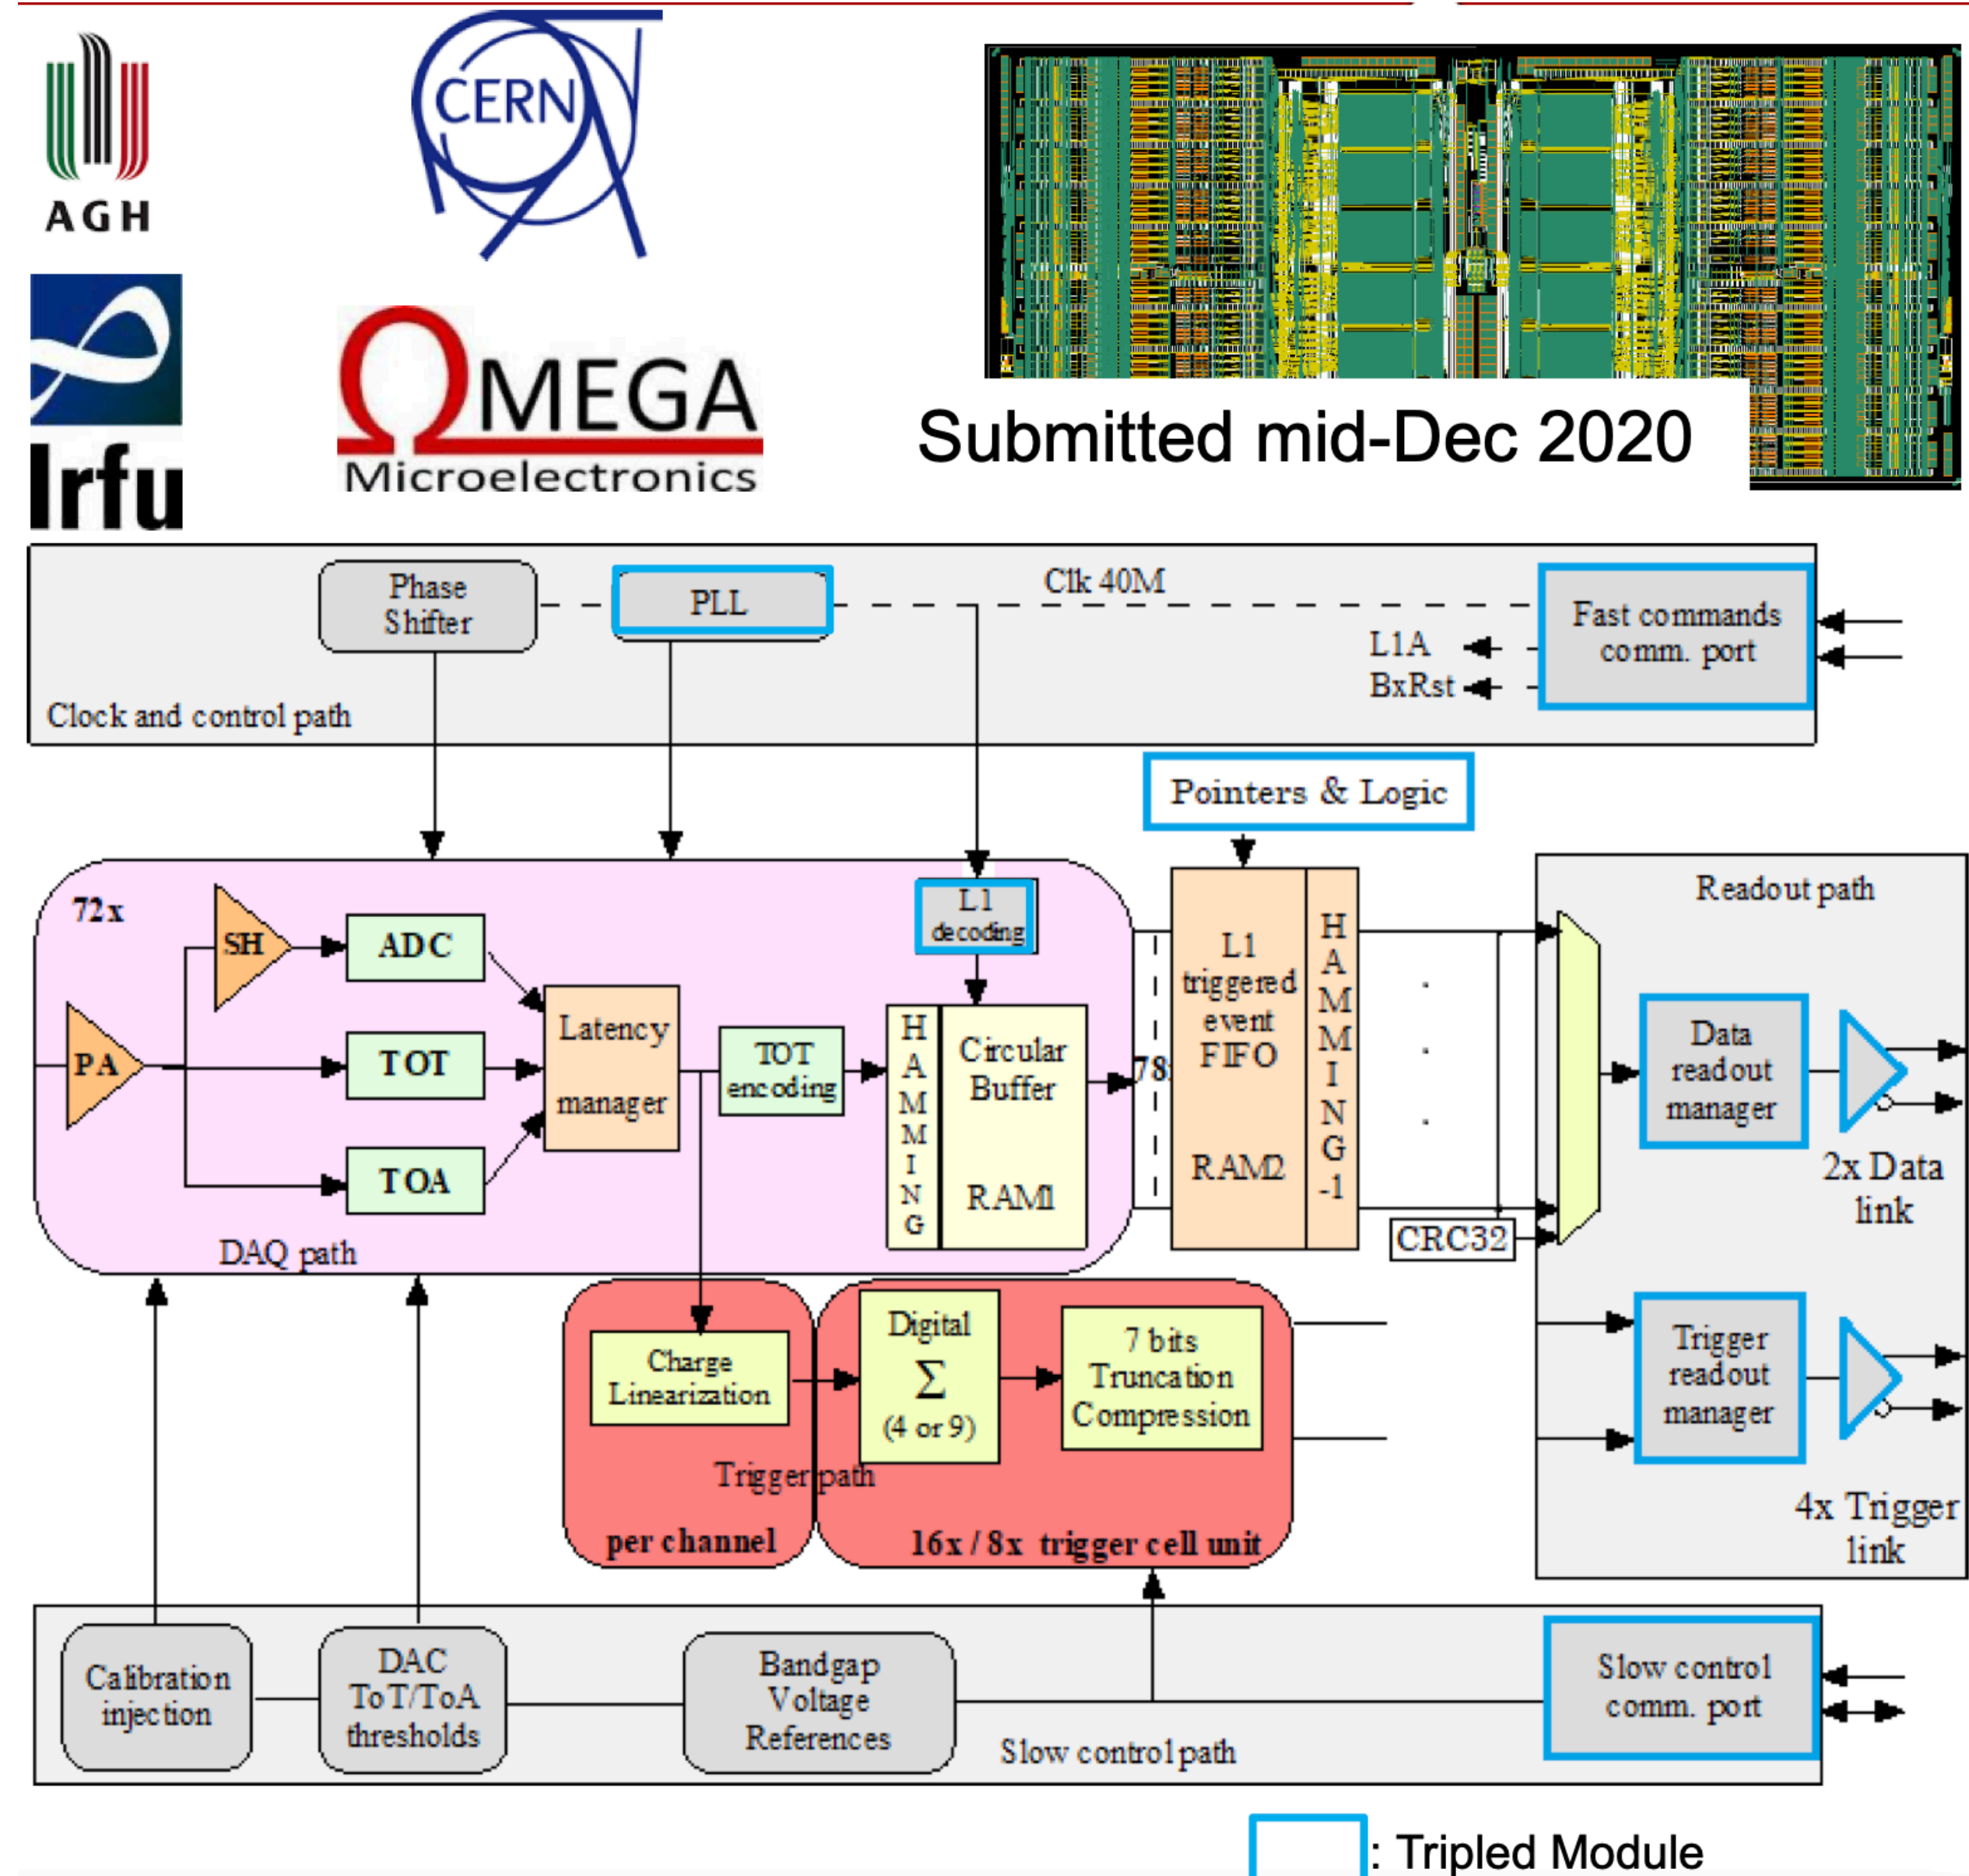 AGH
CERN
Irfu
ΩMEGA
Microelectronics
Submitted mid-Dec 2020
Phase
Shifter
PLL
Clk 40M
Fast commands
comm. port
L1A
BxRst
Clock and control path
Pointers & Logic
72x
SH
ADC
PA
TOT
TOA
Latency
manager
TOT
encoding
L1
decoding
H
A
M
M
I
N
G
Circular
Buffer
RAM1
DAQ path
78
L1
triggered
event
FIFO
RAM2
H
A
M
M
I
N
G
-1
CRC32
Readout path
Data
readout
manager
2x Data
link
Charge
Linearization
Digital
Σ
(4 or 9)
7 bits
Truncation
Compression
Trigger path
per channel
16x / 8x trigger cell unit
Trigger
readout
manager
4x Trigger
link
Calibration
injection
DAC
ToT/ToA
thresholds
Bandgap
Voltage
References
Slow control path
Slow control
comm. port
: Tripled Module